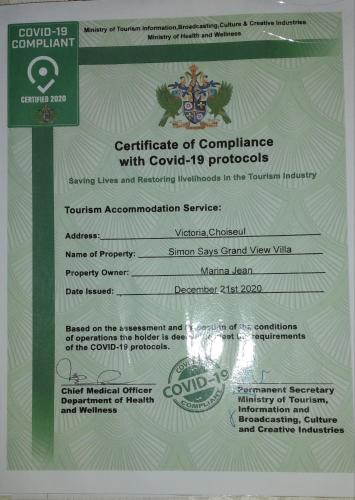 COVID-19
COMPLIANT
CERTIFIED 2020
Ministry of Tourism Information,Broadcasting,Culture & Creative Industries
Ministry of Health and Wellness
Certificate of Compliance
with Covid-19 protocols
Saving Lives and Restoring livelihoods in the Tourism Industry
Tourism Accommodation Service:
Address: Victoria,Choiseul
Name of Property: Simon Says Grand View Villa
Property Owner: Marina Jean
Date Issued: December 21st 2020
Based on the assessment and of the conditions
of operations the holder is meet requirements
of the COVID-19 protocols.
COVID-19
COMPLIANT
Chief Medical Officer
Department of Health
and Wellness
Permanent Secretary
Ministry of Tourism,
Information and
Broadcasting, Culture
and Creative Industries